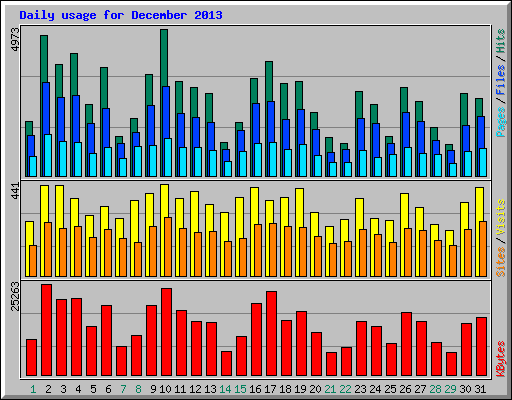 Daily usage for December 2013
4973
Pages/Files/Hits
441
Sites/Visits
25263
KBytes
1 2 3 4 5 6 7 8 9 10 11 12 13 14 15 16 17 18 19 20 21 22 23 24 25 26 27 28 29 30 31